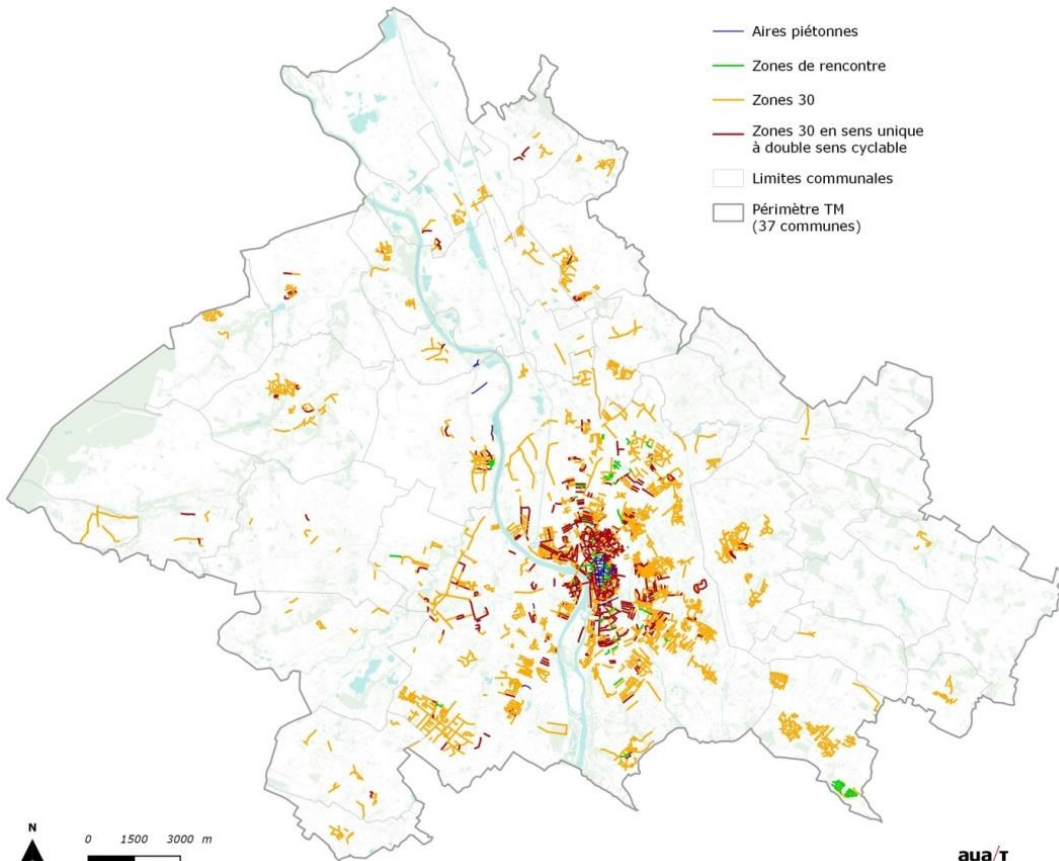 Aires piétonnes
Zones de rencontre
Zones 30
Zones 30 en sens unique
à double sens cyclable
Limites communales
Périmètre TM
(37 communes)
N
0 1500 3000 m
aua/T